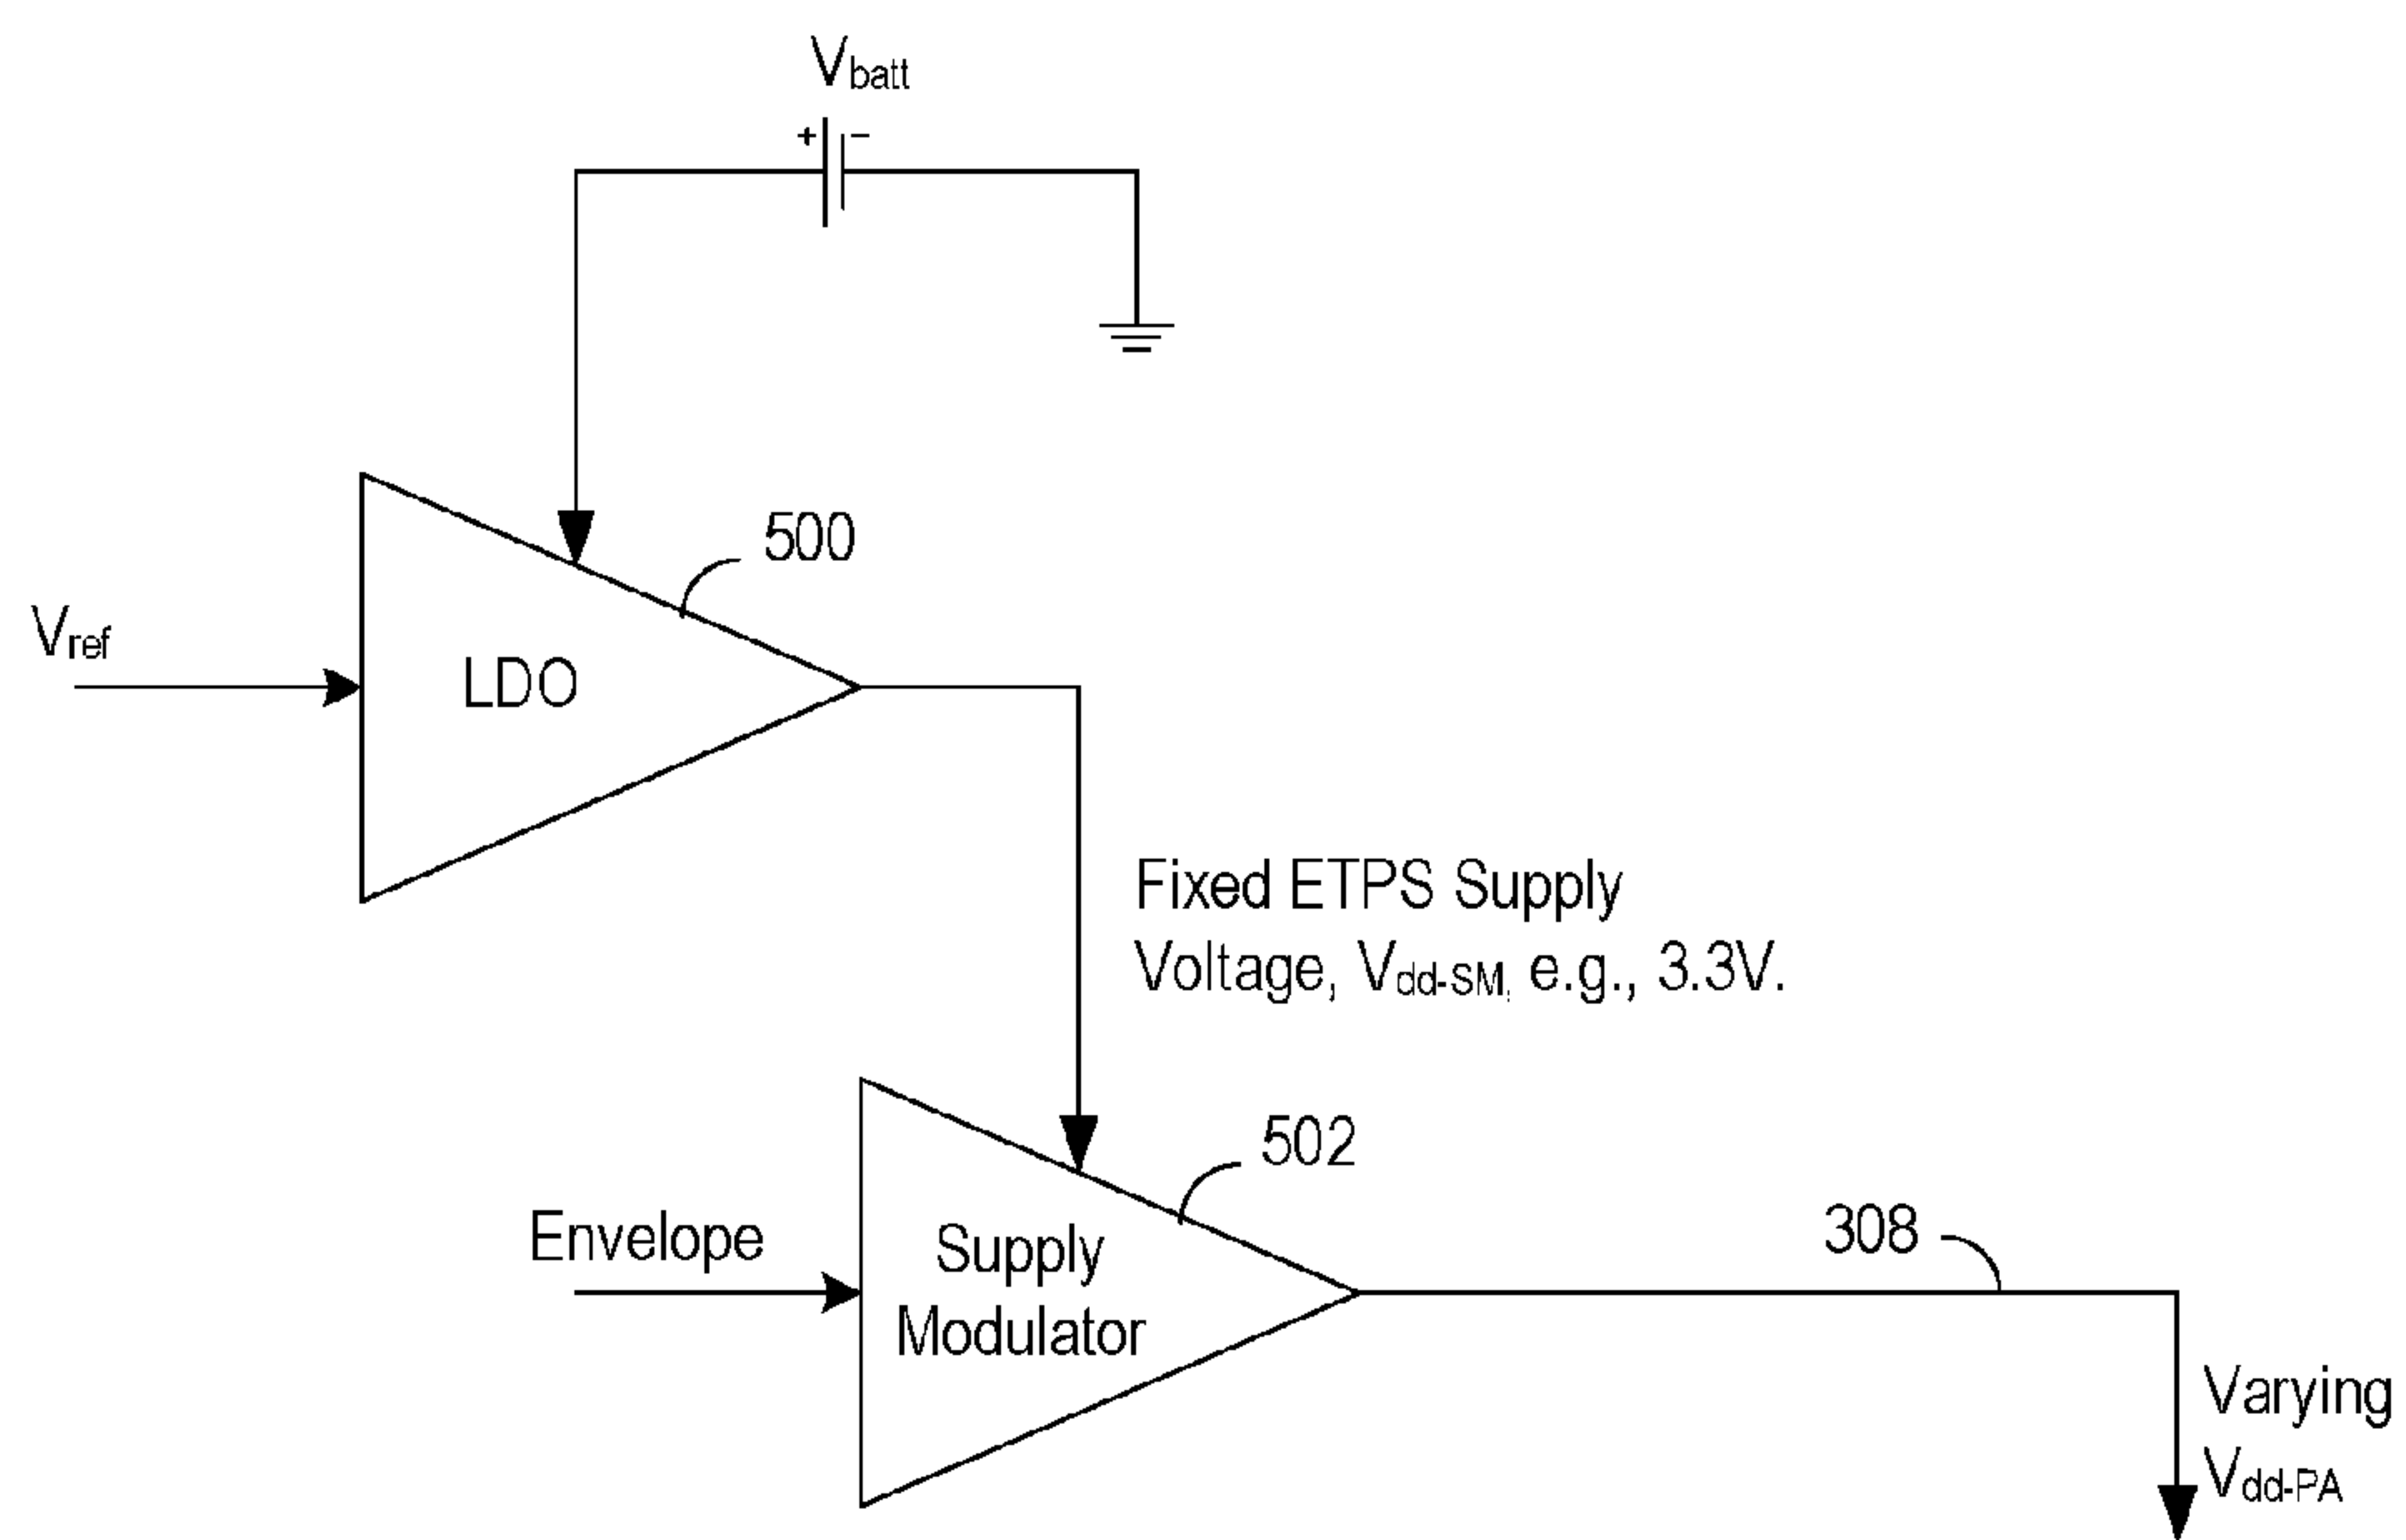 Vbatt
+ −
500
Vref
LDO
Fixed ETPS Supply
Voltage, Vdd-SM, e.g., 3.3V.
502
Envelope
Supply
Modulator
308
Varying
Vdd-PA